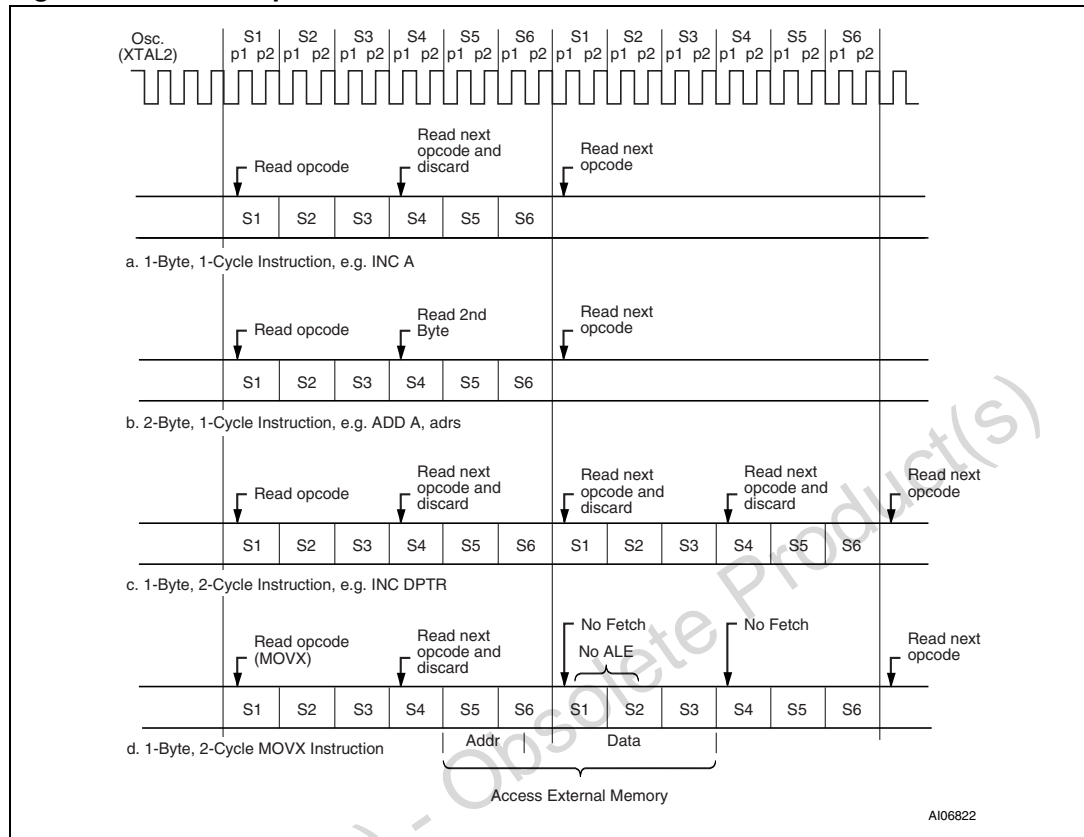 Osc.
(XTAL2)
S1 S2 S3 S4 S5 S6 S1 S2 S3 S4 S5 S6
p1 p2 p1 p2 p1 p2 p1 p2 p1 p2 p1 p2 p1 p2 p1 p2 p1 p2 p1 p2 p1 p2 p1 p2
Read opcode
Read next
opcode and
discard
Read next
opcode
S1 S2 S3 S4 S5 S6
a. 1-Byte, 1-Cycle Instruction, e.g. INC A
Read opcode
Read 2nd
Byte
Read next
opcode
S1 S2 S3 S4 S5 S6
b. 2-Byte, 1-Cycle Instruction, e.g. ADD A, adrs
Read opcode
Read next
opcode and
discard
Read next
opcode and
discard
Read next
opcode and
discard
Read next
opcode
S1 S2 S3 S4 S5 S6 S1 S2 S3 S4 S5 S6
c. 1-Byte, 2-Cycle Instruction, e.g. INC DPTR
Read opcode
(MOVX)
Read next
opcode and
discard
No Fetch
No ALE
No Fetch
Read next
opcode
S1 S2 S3 S4 S5 S6 S1 S2 S3 S4 S5 S6
d. 1-Byte, 2-Cycle MOVX Instruction
Addr
Data
Access External Memory
AI06822
) - Obsolete Product(s)